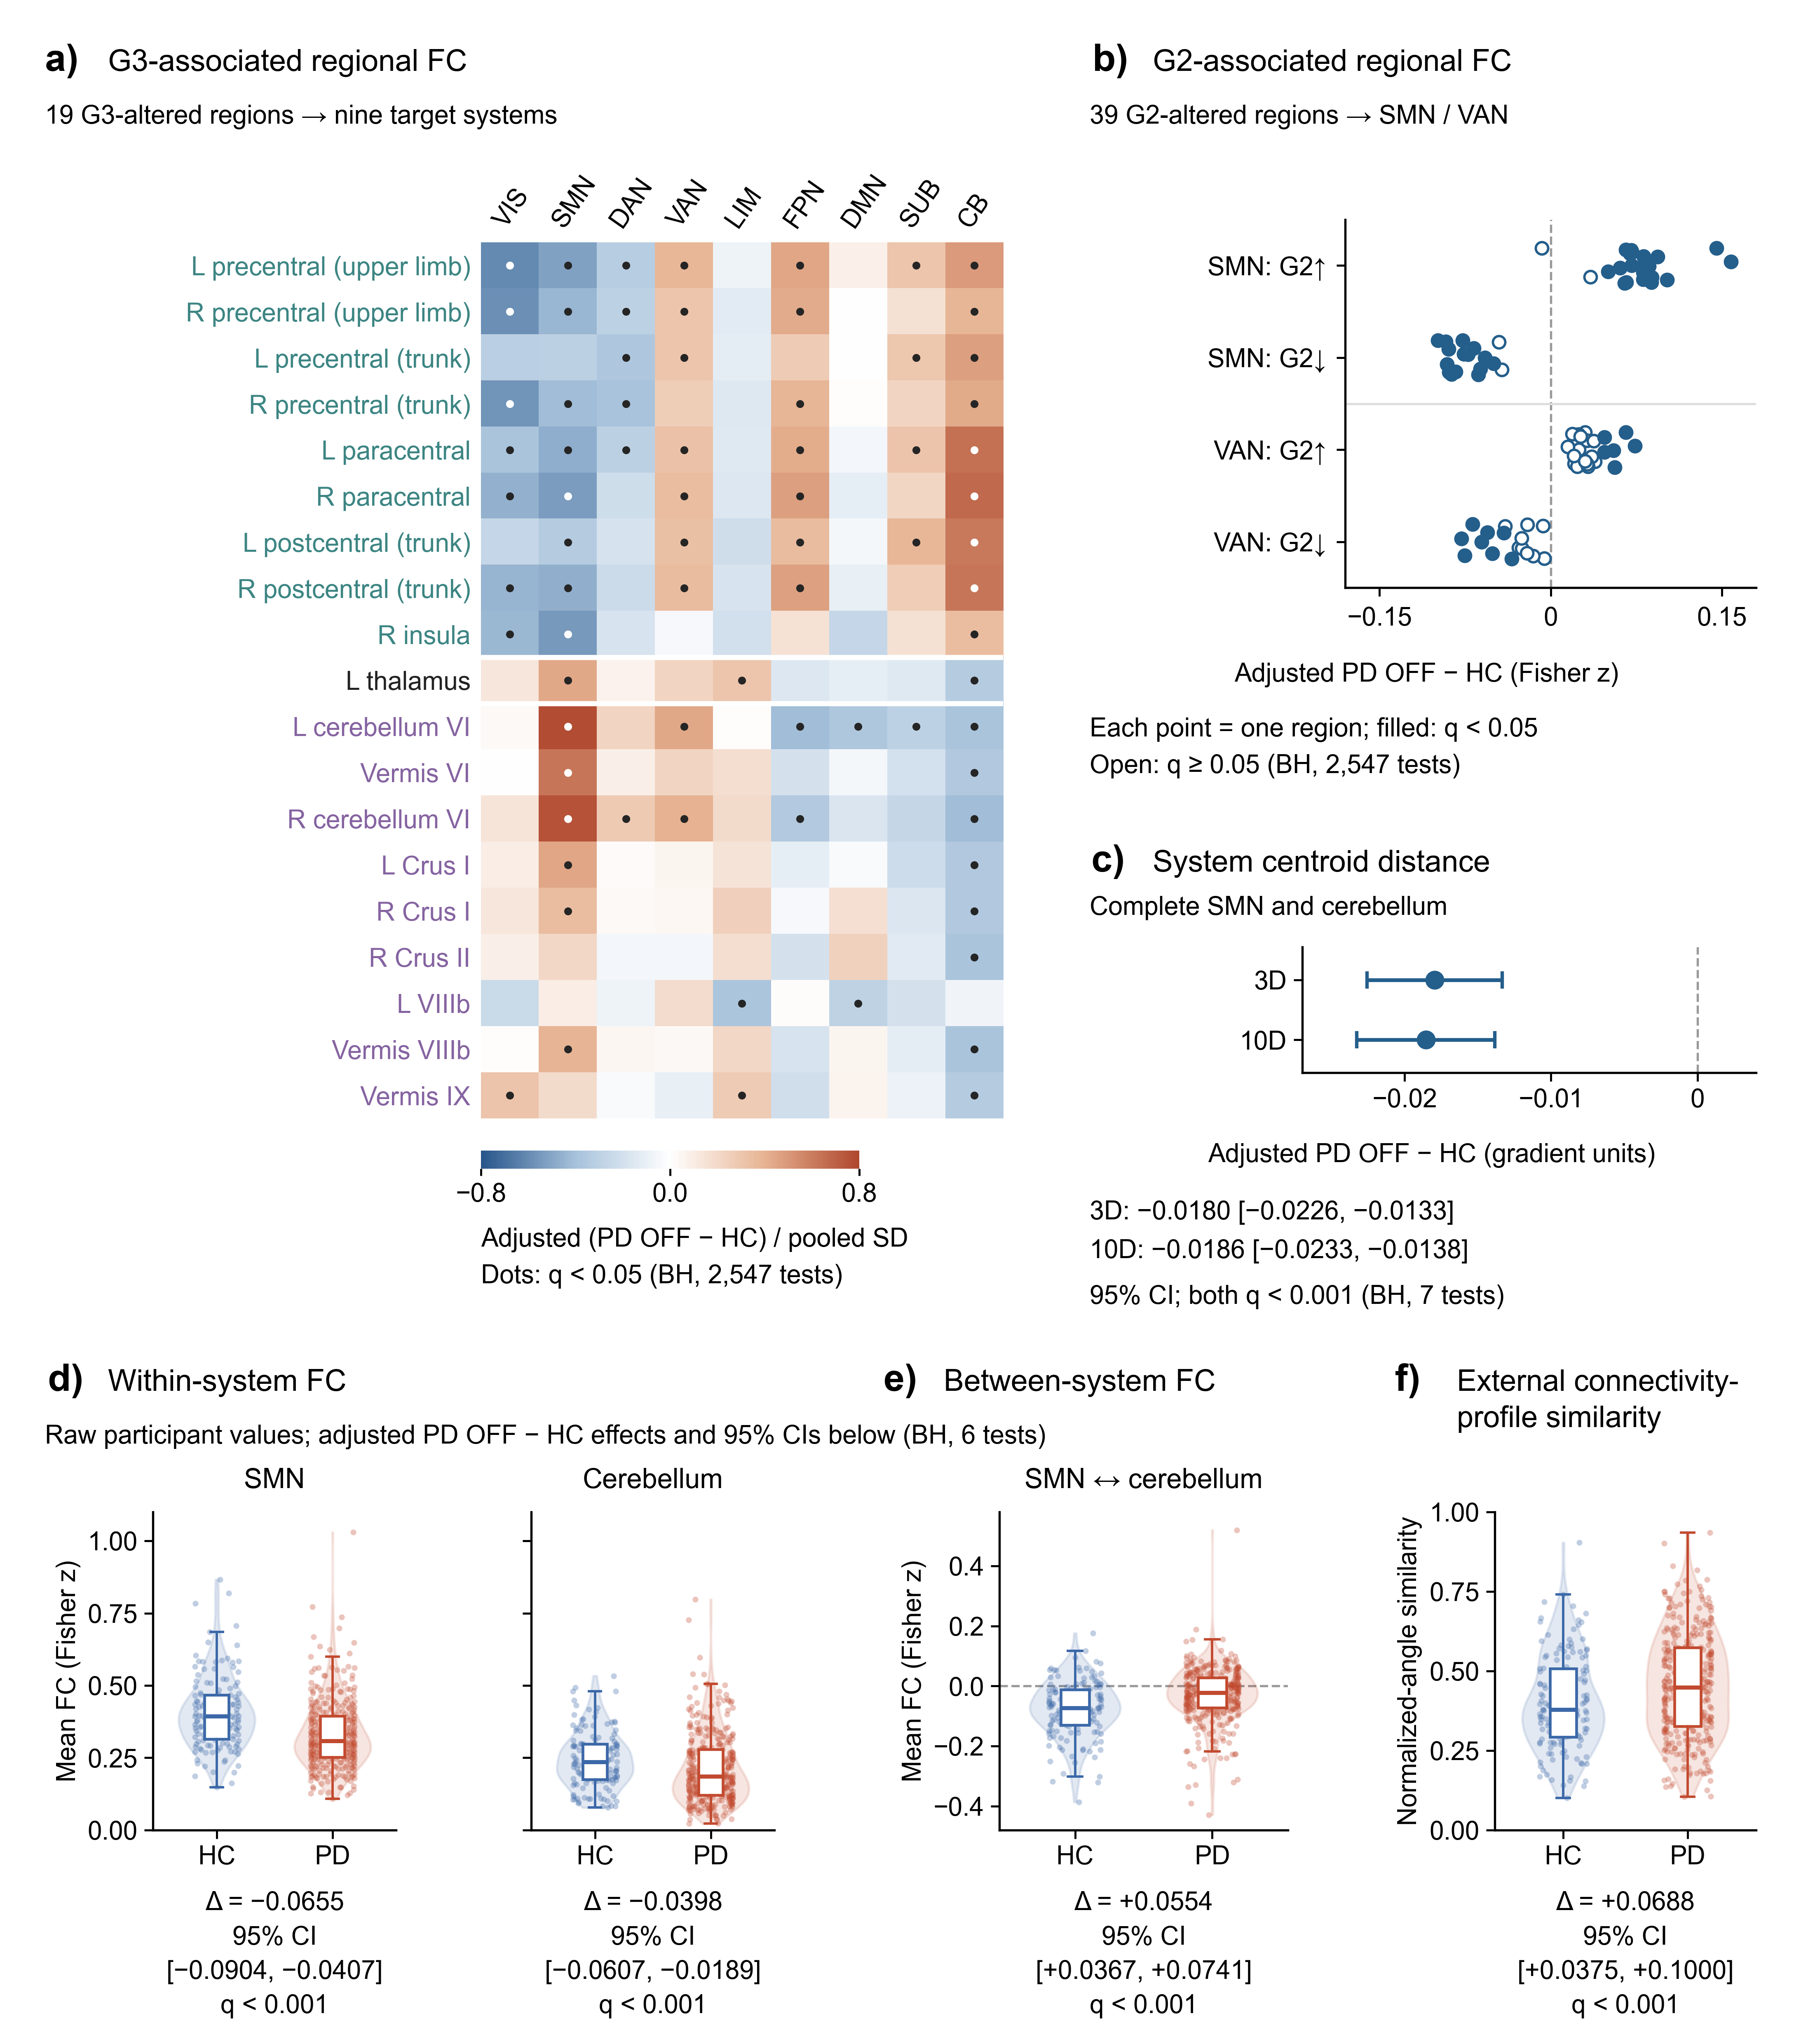 a) G3-associated regional FC
19 G3-altered regions → nine target systems
VIS SMN DAN VAN LIM FPN DMN SUB CB
L precentral (upper limb)
R precentral (upper limb)
L precentral (trunk)
R precentral (trunk)
L paracentral
R paracentral
L postcentral (trunk)
R postcentral (trunk)
R insula
L thalamus
L cerebellum VI
Vermis VI
R cerebellum VI
L Crus I
R Crus I
R Crus II
L VIIIb
Vermis VIIIb
Vermis IX
−0.8 0.0 0.8
Adjusted (PD OFF − HC) / pooled SD
Dots: q < 0.05 (BH, 2,547 tests)
b) G2-associated regional FC
39 G2-altered regions → SMN / VAN
SMN: G2↑
SMN: G2↓
VAN: G2↑
VAN: G2↓
−0.15 0 0.15
Adjusted PD OFF − HC (Fisher z)
Each point = one region; filled: q < 0.05
Open: q ≥ 0.05 (BH, 2,547 tests)
c) System centroid distance
Complete SMN and cerebellum
3D
10D
−0.02 −0.01 0
Adjusted PD OFF − HC (gradient units)
3D: −0.0180 [−0.0226, −0.0133]
10D: −0.0186 [−0.0233, −0.0138]
95% CI; both q < 0.001 (BH, 7 tests)
d) Within-system FC
Raw participant values; adjusted PD OFF − HC effects and 95% CIs below (BH, 6 tests)
SMN
Mean FC (Fisher z)
1.00
0.75
0.50
0.25
0.00
HC PD
Δ = −0.0655
95% CI
[−0.0904, −0.0407]
q < 0.001
Cerebellum
HC PD
Δ = −0.0398
95% CI
[−0.0607, −0.0189]
q < 0.001
e) Between-system FC
SMN ↔ cerebellum
Mean FC (Fisher z)
0.4
0.2
0.0
−0.2
−0.4
HC PD
Δ = +0.0554
95% CI
[+0.0367, +0.0741]
q < 0.001
f) External connectivity-
profile similarity
Normalized-angle similarity
1.00
0.75
0.50
0.25
0.00
HC PD
Δ = +0.0688
95% CI
[+0.0375, +0.1000]
q < 0.001